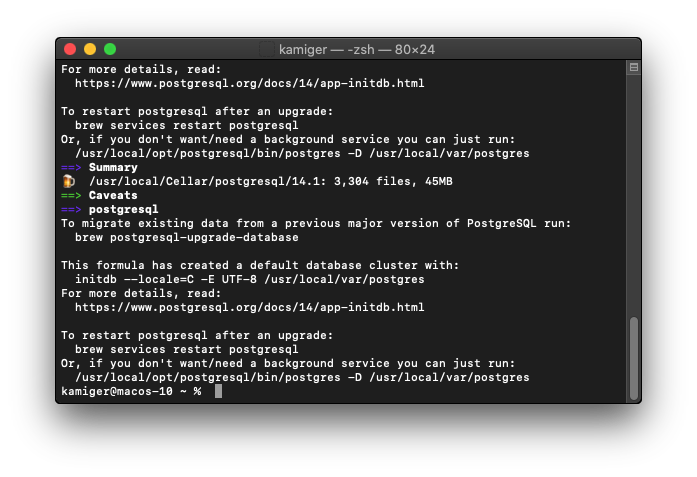 kamiger — -zsh — 80×24
For more details, read:
  https://www.postgresql.org/docs/14/app-initdb.html

To restart postgresql after an upgrade:
  brew services restart postgresql
Or, if you don't want/need a background service you can just run:
  /usr/local/opt/postgresql/bin/postgres -D /usr/local/var/postgres
==> Summary
🍺  /usr/local/Cellar/postgresql/14.1: 3,304 files, 45MB
==> Caveats
==> postgresql
To migrate existing data from a previous major version of PostgreSQL run:
  brew postgresql-upgrade-database

This formula has created a default database cluster with:
  initdb --locale=C -E UTF-8 /usr/local/var/postgres
For more details, read:
  https://www.postgresql.org/docs/14/app-initdb.html

To restart postgresql after an upgrade:
  brew services restart postgresql
Or, if you don't want/need a background service you can just run:
  /usr/local/opt/postgresql/bin/postgres -D /usr/local/var/postgres
kamiger@macos-10 ~ %